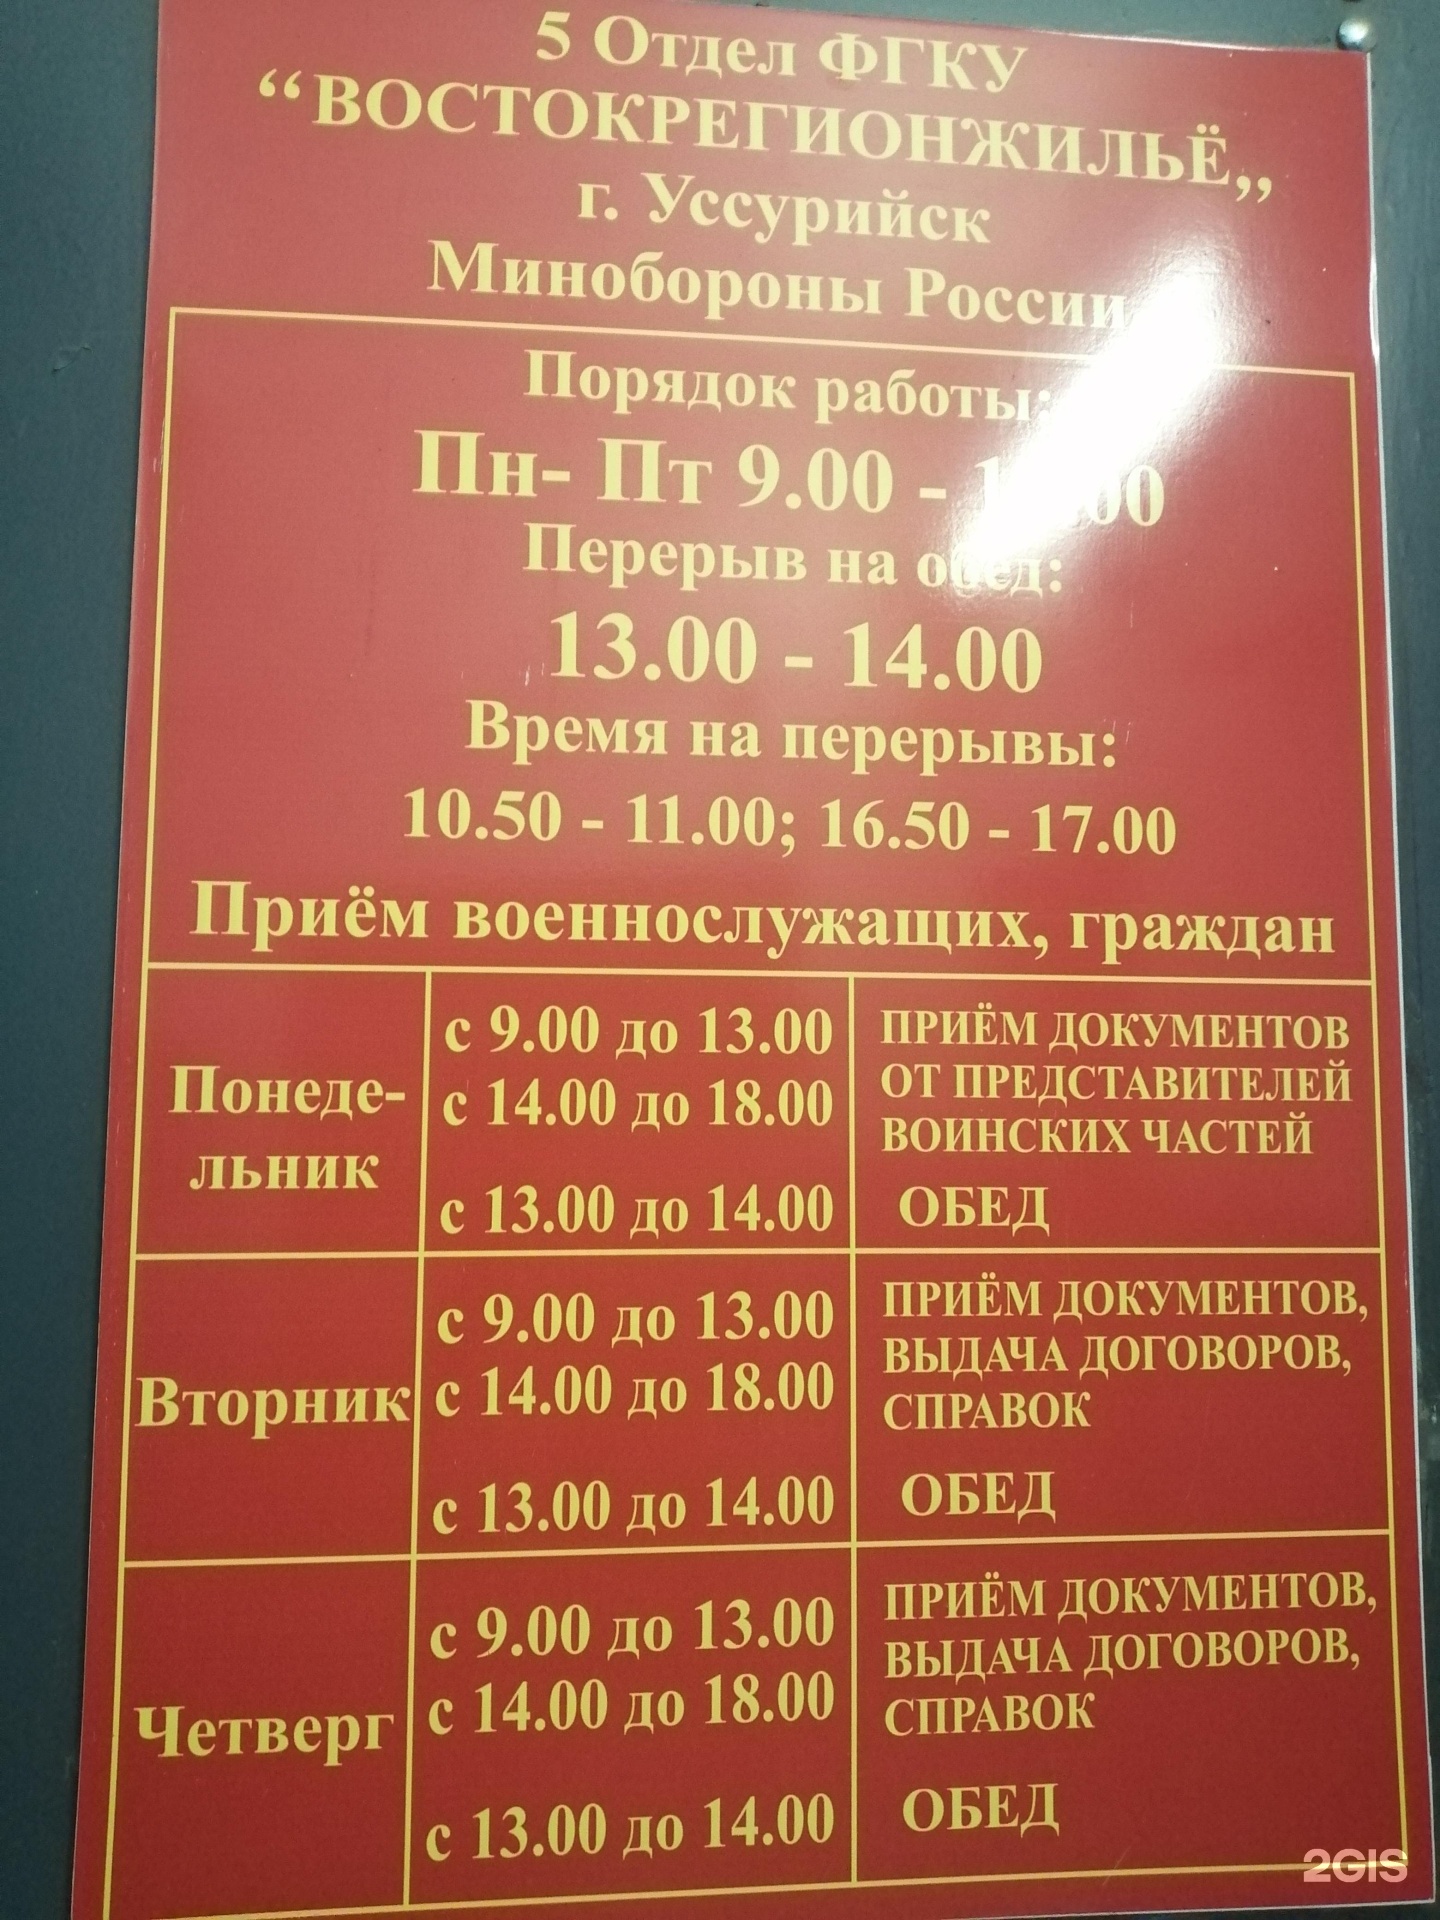 5 Отдел ФГКУ
“ВОСТОКРЕГИОНЖИЛЬЁ„
г. Уссурийск
Минобороны России
Порядок работы:
Пн- Пт 9.00 -
Перерыв на обед:
13.00 - 14.00
Время на перерывы:
10.50 - 11.00; 16.50 - 17.00
Приём военнослужащих, граждан
Понеде-
льник
с 9.00 до 13.00
с 14.00 до 18.00
ПРИЁМ ДОКУМЕНТОВ
ОТ ПРЕДСТАВИТЕЛЕЙ
ВОИНСКИХ ЧАСТЕЙ
с 13.00 до 14.00
ОБЕД
Вторник
с 9.00 до 13.00
с 14.00 до 18.00
ПРИЁМ ДОКУМЕНТОВ,
ВЫДАЧА ДОГОВОРОВ,
СПРАВОК
с 13.00 до 14.00
ОБЕД
Четверг
с 9.00 до 13.00
с 14.00 до 18.00
ПРИЁМ ДОКУМЕНТОВ,
ВЫДАЧА ДОГОВОРОВ,
СПРАВОК
с 13.00 до 14.00
ОБЕД
2GIS